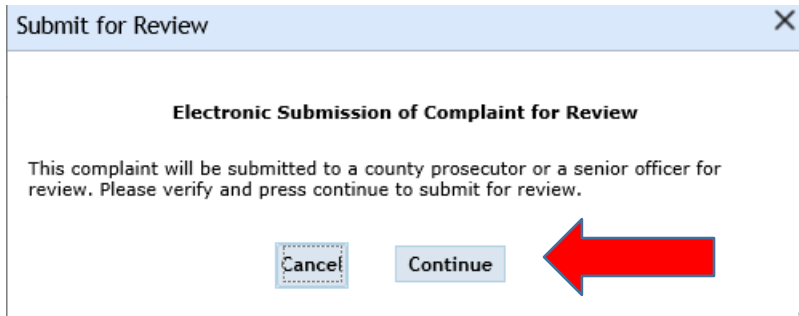 Submit for Review
Electronic Submission of Complaint for Review
This complaint will be submitted to a county prosecutor or a senior officer for
review. Please verify and press continue to submit for review.
Cancel
Continue